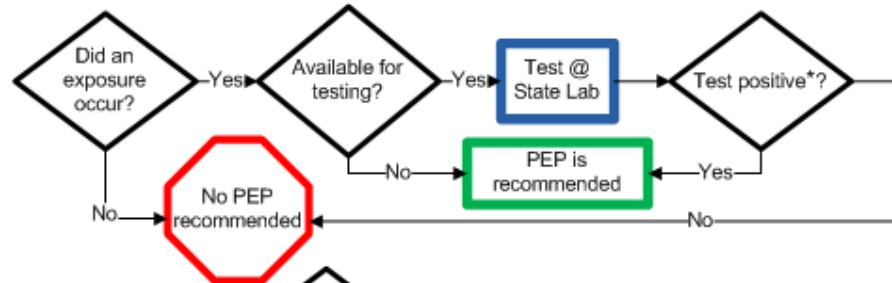 Did an
exposure
occur?
Yes
Available for
testing?
Yes
Test @
State Lab
Test positive*?
No
PEP is
recommended
Yes
No
No PEP
recommended
No